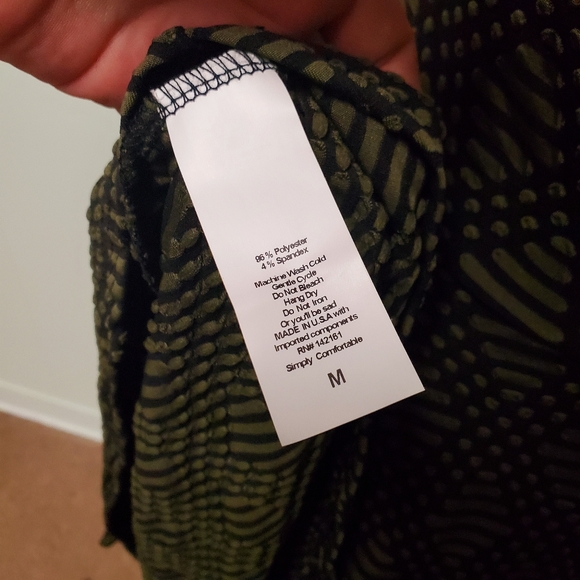 96 % Polyester
4 % Spandex
Machine Wash Cold
Gentle Cycle
Do Not Bleach
Hang Dry
Do Not Iron
Or you'll be sad
MADE IN U.S.A with
Imported components
RN# 142161
Simply Comfortable
M